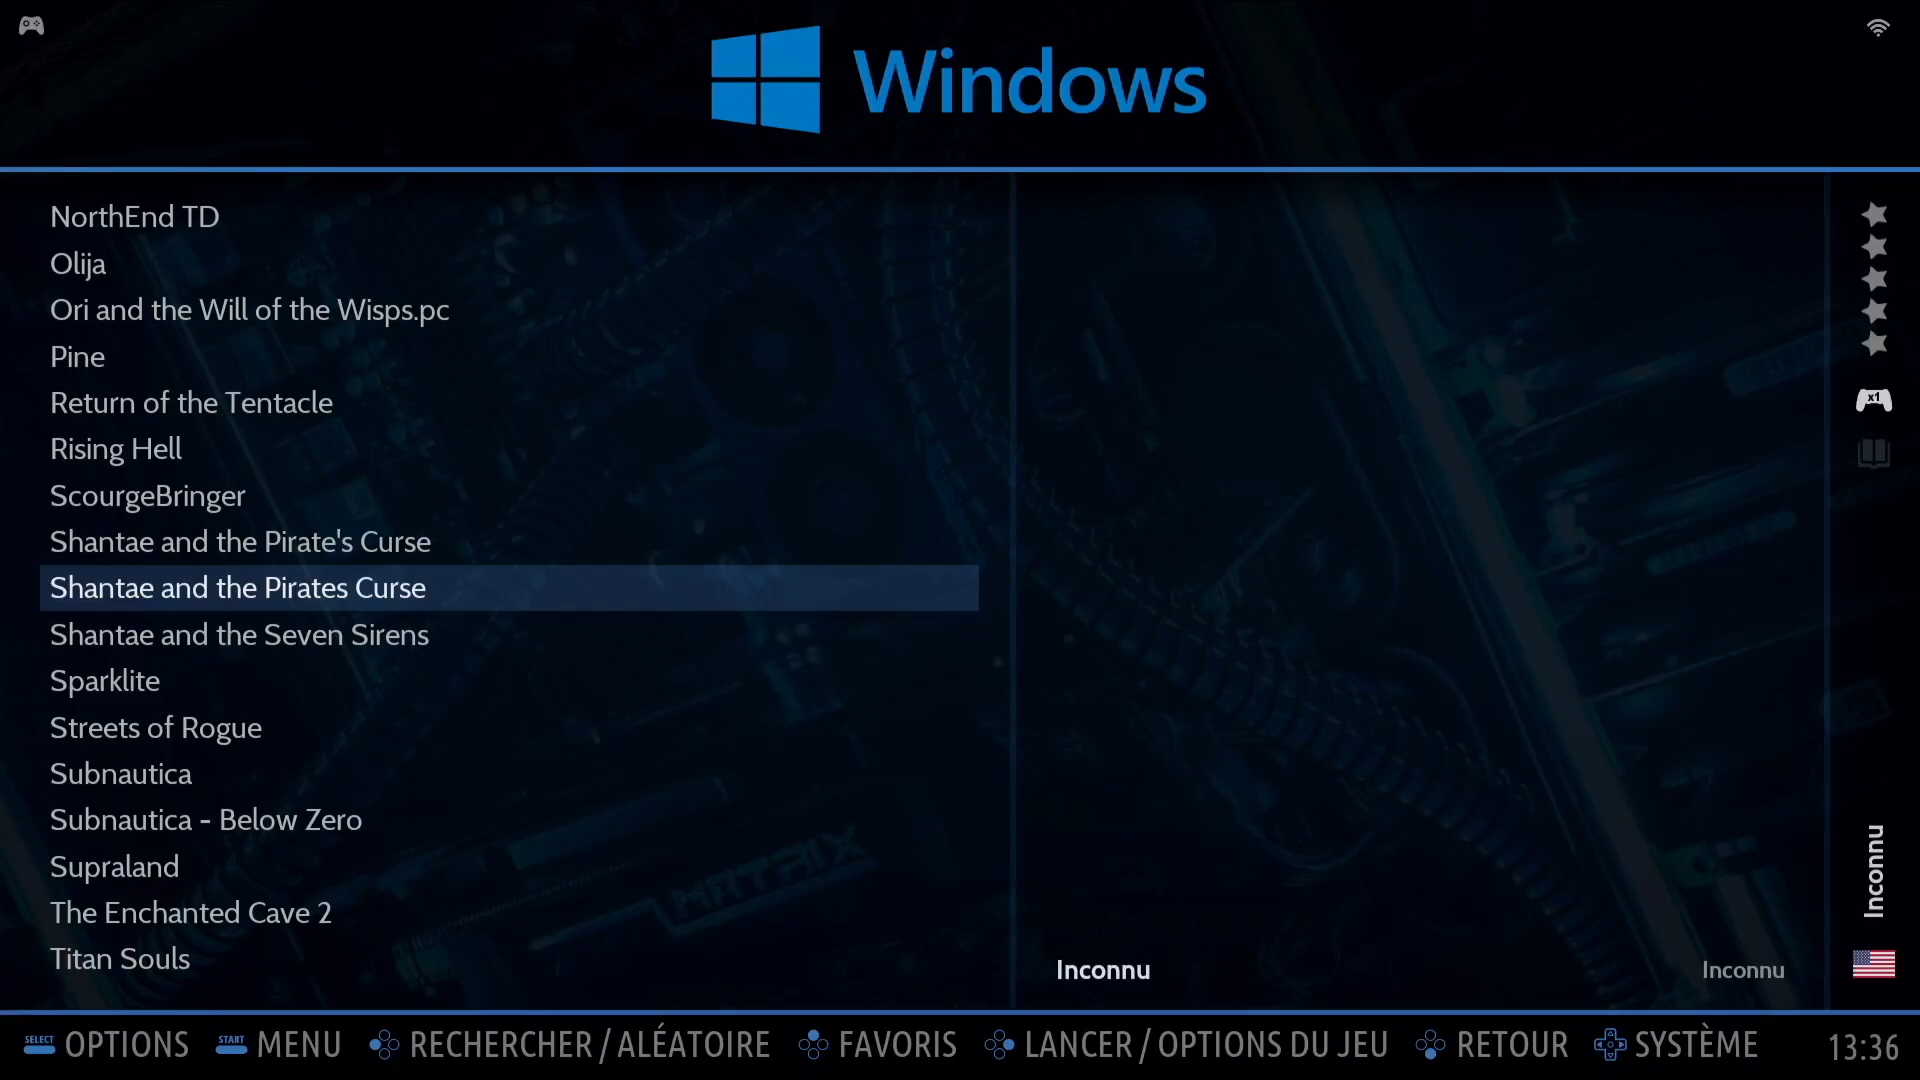 Windows
NorthEnd TD
Olija
Ori and the Will of the Wisps.pc
Pine
Return of the Tentacle
Rising Hell
ScourgeBringer
Shantae and the Pirate's Curse
Shantae and the Pirates Curse
Shantae and the Seven Sirens
Sparklite
Streets of Rogue
Subnautica
Subnautica - Below Zero
Supraland
The Enchanted Cave 2
Titan Souls
MATRIX
x1
Inconnu
Inconnu
Inconnu
SELECT OPTIONS START MENU RECHERCHER / ALÉATOIRE FAVORIS LANCER / OPTIONS DU JEU RETOUR SYSTÈME 13:36